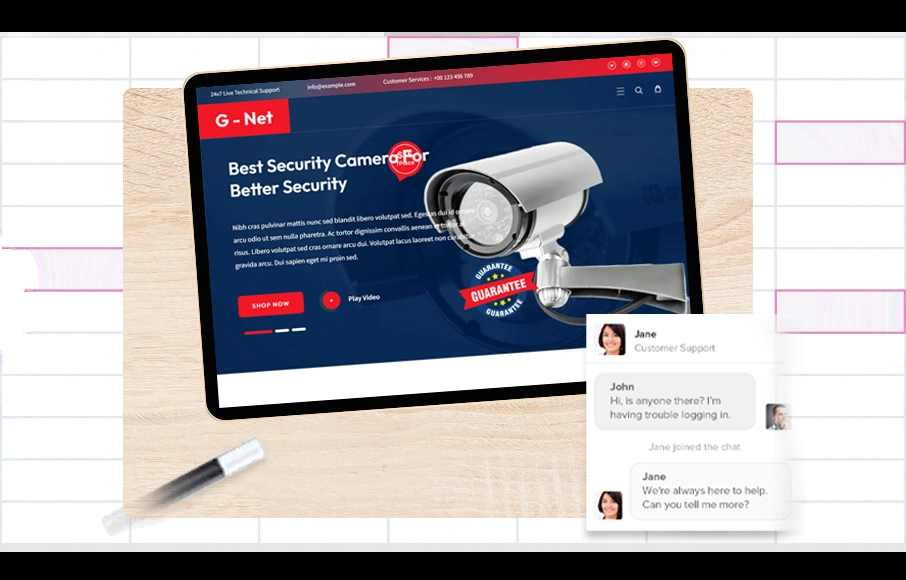 24x7 Live Technical Support
info@example.com
Customer Services : +00 123 456 789
G - Net
Best Security Camera For
Better Security
Nibh cras pulvinar mattis nunc sed blandit libero volutpat sed. Egestas dui id ornare
arcu odio ut sem nulla pharetra. Ac tortor dignissim convallis aenean et tortor at
risus. Libero volutpat sed cras ornare arcu dui. Volutpat lacus laoreet non curabitur
gravida arcu. Dui sapien eget mi proin sed.
SHOP NOW
Play Video
GUARANTEE
GUARANTEE
GUARANTEE
Jane
Customer Support
John
Hi, is anyone there? I'm
having trouble logging in.
Jane joined the chat
Jane
We're always here to help.
Can you tell me more?